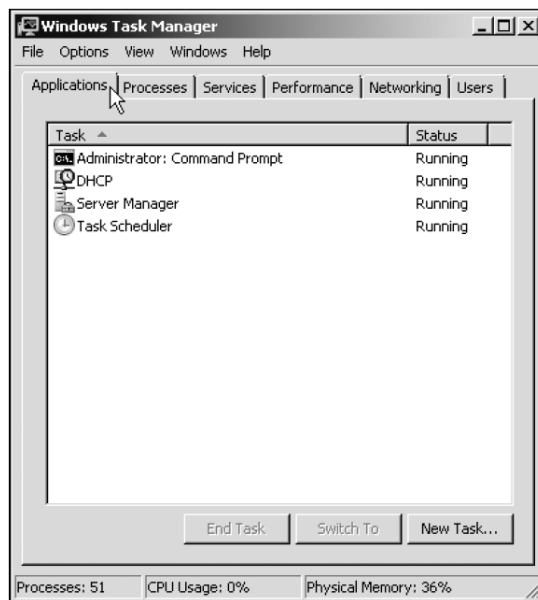 Windows Task Manager
File Options View Windows Help
Applications Processes Services Performance Networking Users
Task Status
Administrator: Command Prompt Running
DHCP Running
Server Manager Running
Task Scheduler Running
End Task Switch To New Task...
Processes: 51 CPU Usage: 0% Physical Memory: 36%